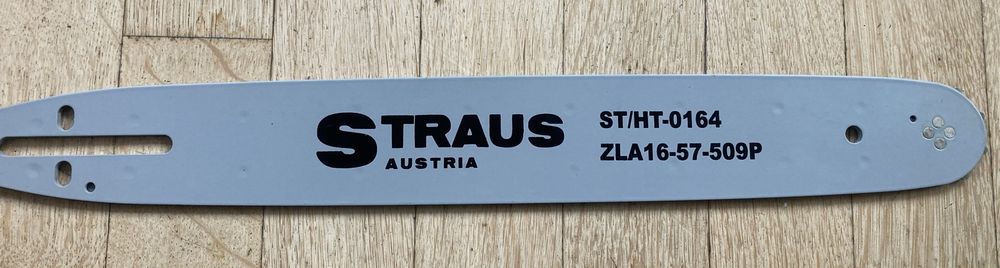 STRAUS
AUSTRIA
ST/HT-0164
ZLA16-57-509P